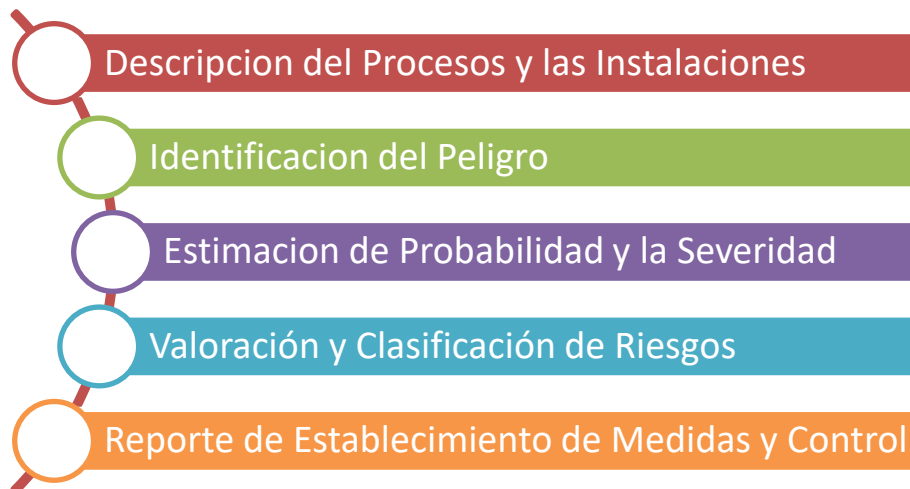 Descripcion del Procesos y las Instalaciones
Identificacion del Peligro
Estimacion de Probabilidad y la Severidad
Valoración y Clasificación de Riesgos
Reporte de Establecimiento de Medidas y Control